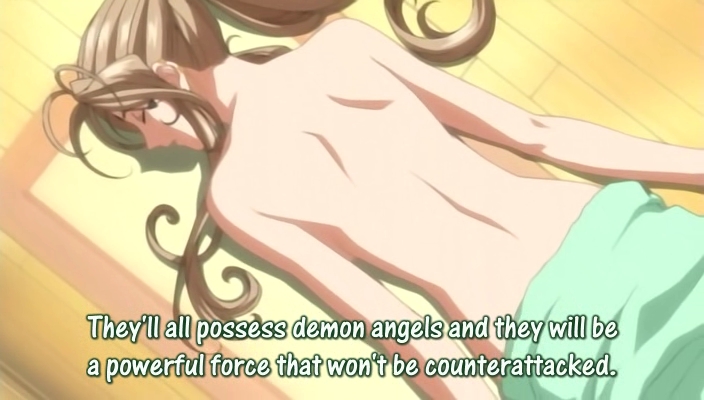 They'll all possess demon angels and they will be
a powerful force that won't be counterattacked.